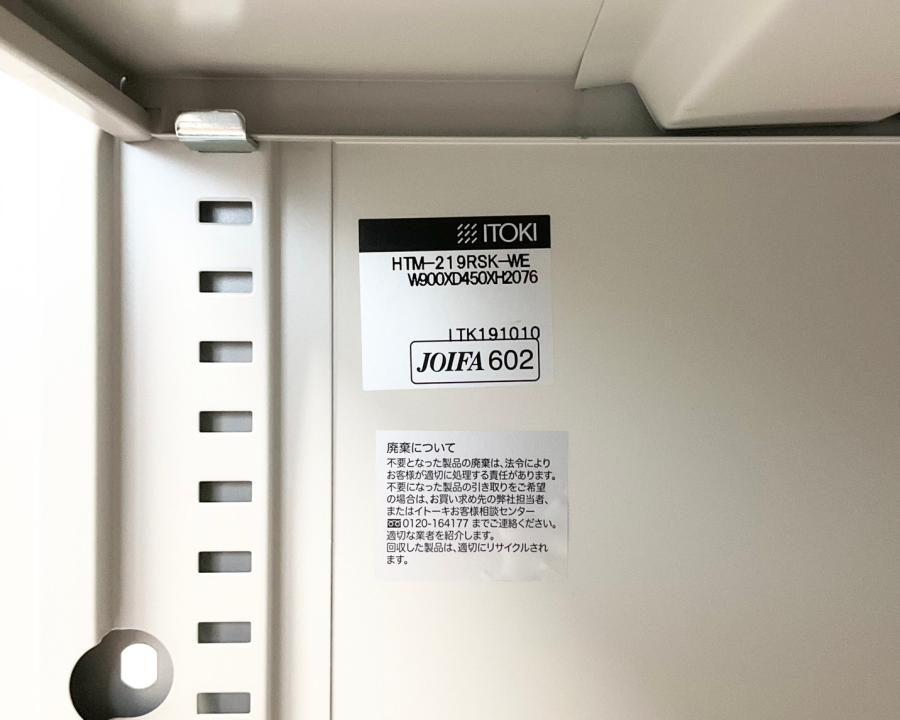 ITOKI
HTM-219RSK-WE
W900XD450XH2076
ITK191010
JOIFA 602
廃棄について
不要となった製品の廃棄は、法令により
お客様が適切に処理する責任があります。
不要になった製品の引き取りをご希望
の場合は、お買い求め先の弊社担当者、
またはイトーキお客様相談センター
0120-164177 までご連絡ください。
適切な業者を紹介します。
回収した製品は、適切にリサイクルされ
ます。